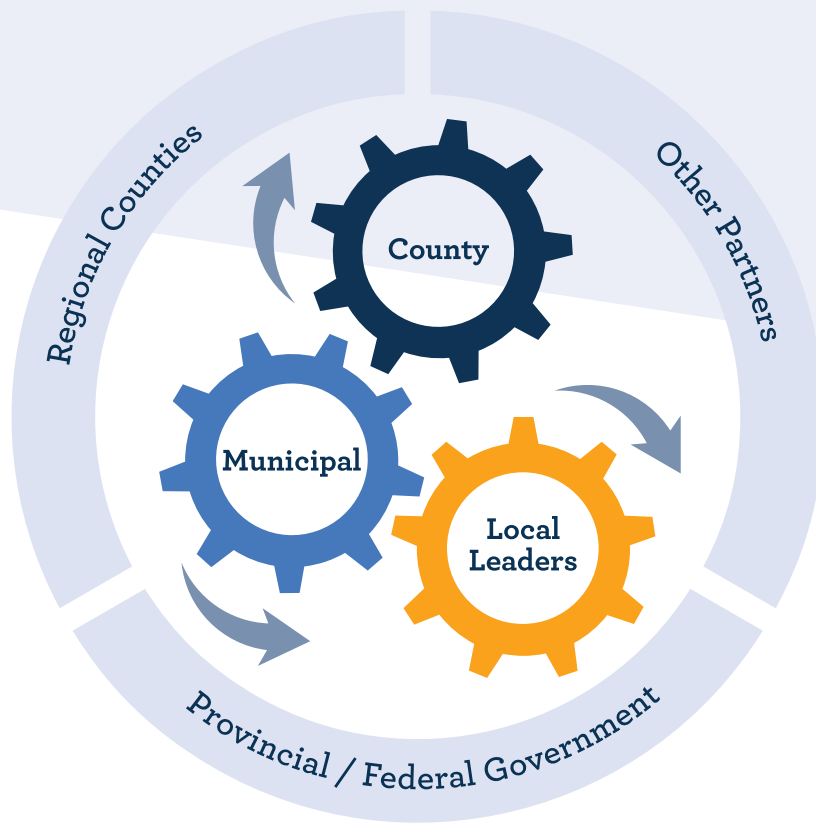 Regional Counties
Other Partners
County
Municipal
Local
Leaders
Provincial / Federal Government